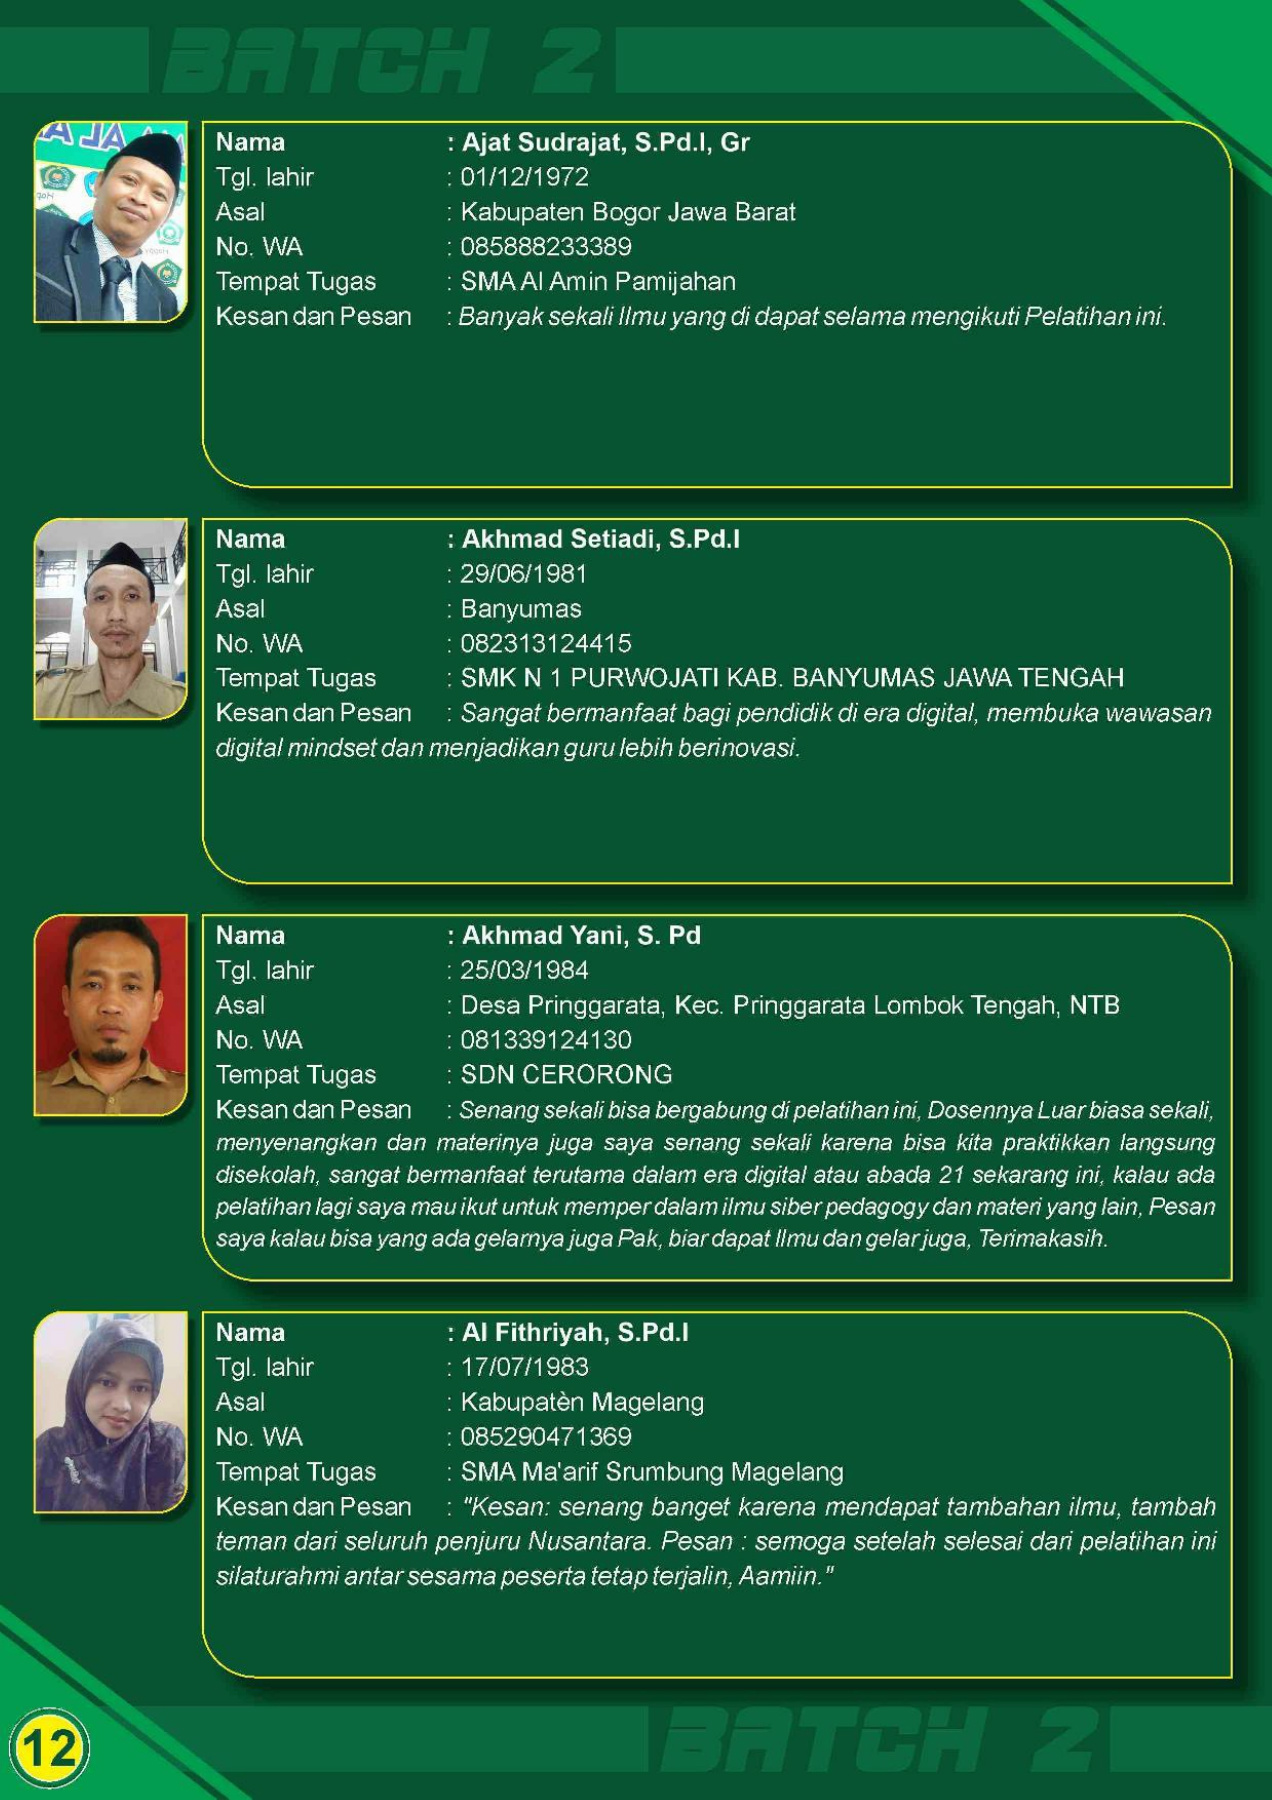 BATCH 2
Nama : Ajat Sudrajat, S.Pd.I, Gr
Tgl. lahir : 01/12/1972
Asal : Kabupaten Bogor Jawa Barat
No. WA : 085888233389
Tempat Tugas : SMA Al Amin Pamijahan
Kesan dan Pesan : Banyak sekali Ilmu yang di dapat selama mengikuti Pelatihan ini.
Nama : Akhmad Setiadi, S.Pd.I
Tgl. lahir : 29/06/1981
Asal : Banyumas
No. WA : 082313124415
Tempat Tugas : SMK N 1 PURWOJATI KAB. BANYUMAS JAWA TENGAH
Kesan dan Pesan : Sangat bermanfaat bagi pendidik di era digital, membuka wawasan
digital mindset dan menjadikan guru lebih berinovasi.
Nama : Akhmad Yani, S. Pd
Tgl. lahir : 25/03/1984
Asal : Desa Pringgarata, Kec. Pringgarata Lombok Tengah, NTB
No. WA : 081339124130
Tempat Tugas : SDN CERORONG
Kesan dan Pesan : Senang sekali bisa bergabung di pelatihan ini, Dosennya Luar biasa sekali,
menyenangkan dan materinya juga saya senang sekali karena bisa kita praktikkan langsung
disekolah, sangat bermanfaat terutama dalam era digital atau abada 21 sekarang ini, kalau ada
pelatihan lagi saya mau ikut untuk memper dalam ilmu siber pedagogy dan materi yang lain, Pesan
saya kalau bisa yang ada gelarnya juga Pak, biar dapat Ilmu dan gelar juga, Terimakasih.
Nama : Al Fithriyah, S.Pd.I
Tgl. lahir : 17/07/1983
Asal : Kabupatèn Magelang
No. WA : 085290471369
Tempat Tugas : SMA Ma'arif Srumbung Magelang
Kesan dan Pesan : "Kesan: senang banget karena mendapat tambahan ilmu, tambah
teman dari seluruh penjuru Nusantara. Pesan : semoga setelah selesai dari pelatihan ini
silaturahmi antar sesama peserta tetap terjalin, Aamiin."
12
BATCH 2